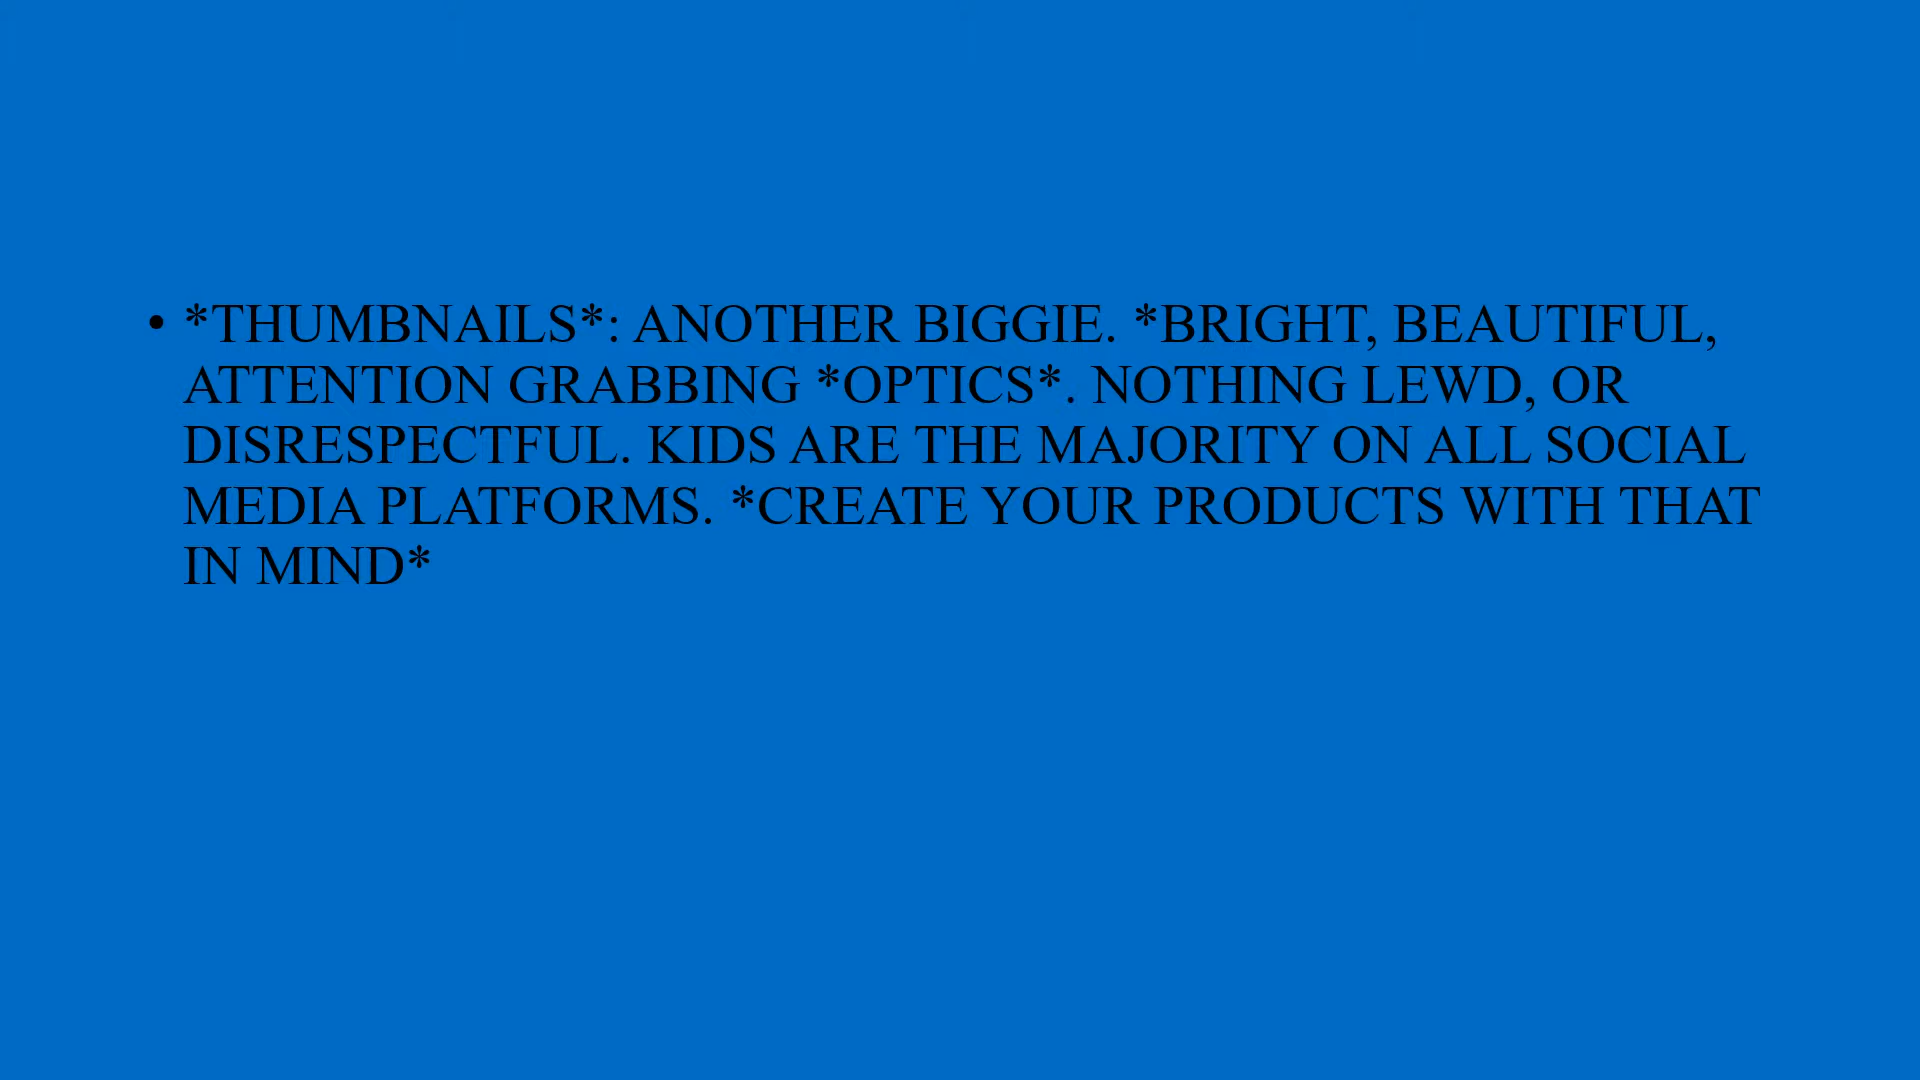 • *THUMBNAILS*: ANOTHER BIGGIE. *BRIGHT, BEAUTIFUL,
ATTENTION GRABBING *OPTICS*. NOTHING LEWD, OR
DISRESPECTFUL. KIDS ARE THE MAJORITY ON ALL SOCIAL
MEDIA PLATFORMS. *CREATE YOUR PRODUCTS WITH THAT
IN MIND*